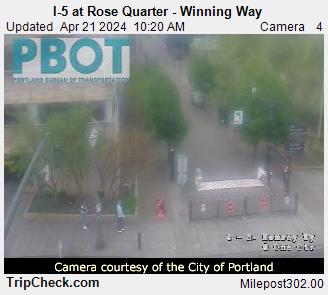 I-5 at Rose Quarter - Winning Way
Updated Apr 21 2024 10:20 AM Camera 4
PBOT
PORTLAND BUREAU OF TRANSPORTATION
Camera courtesy of the City of Portland
TripCheck.com Milepost302.00